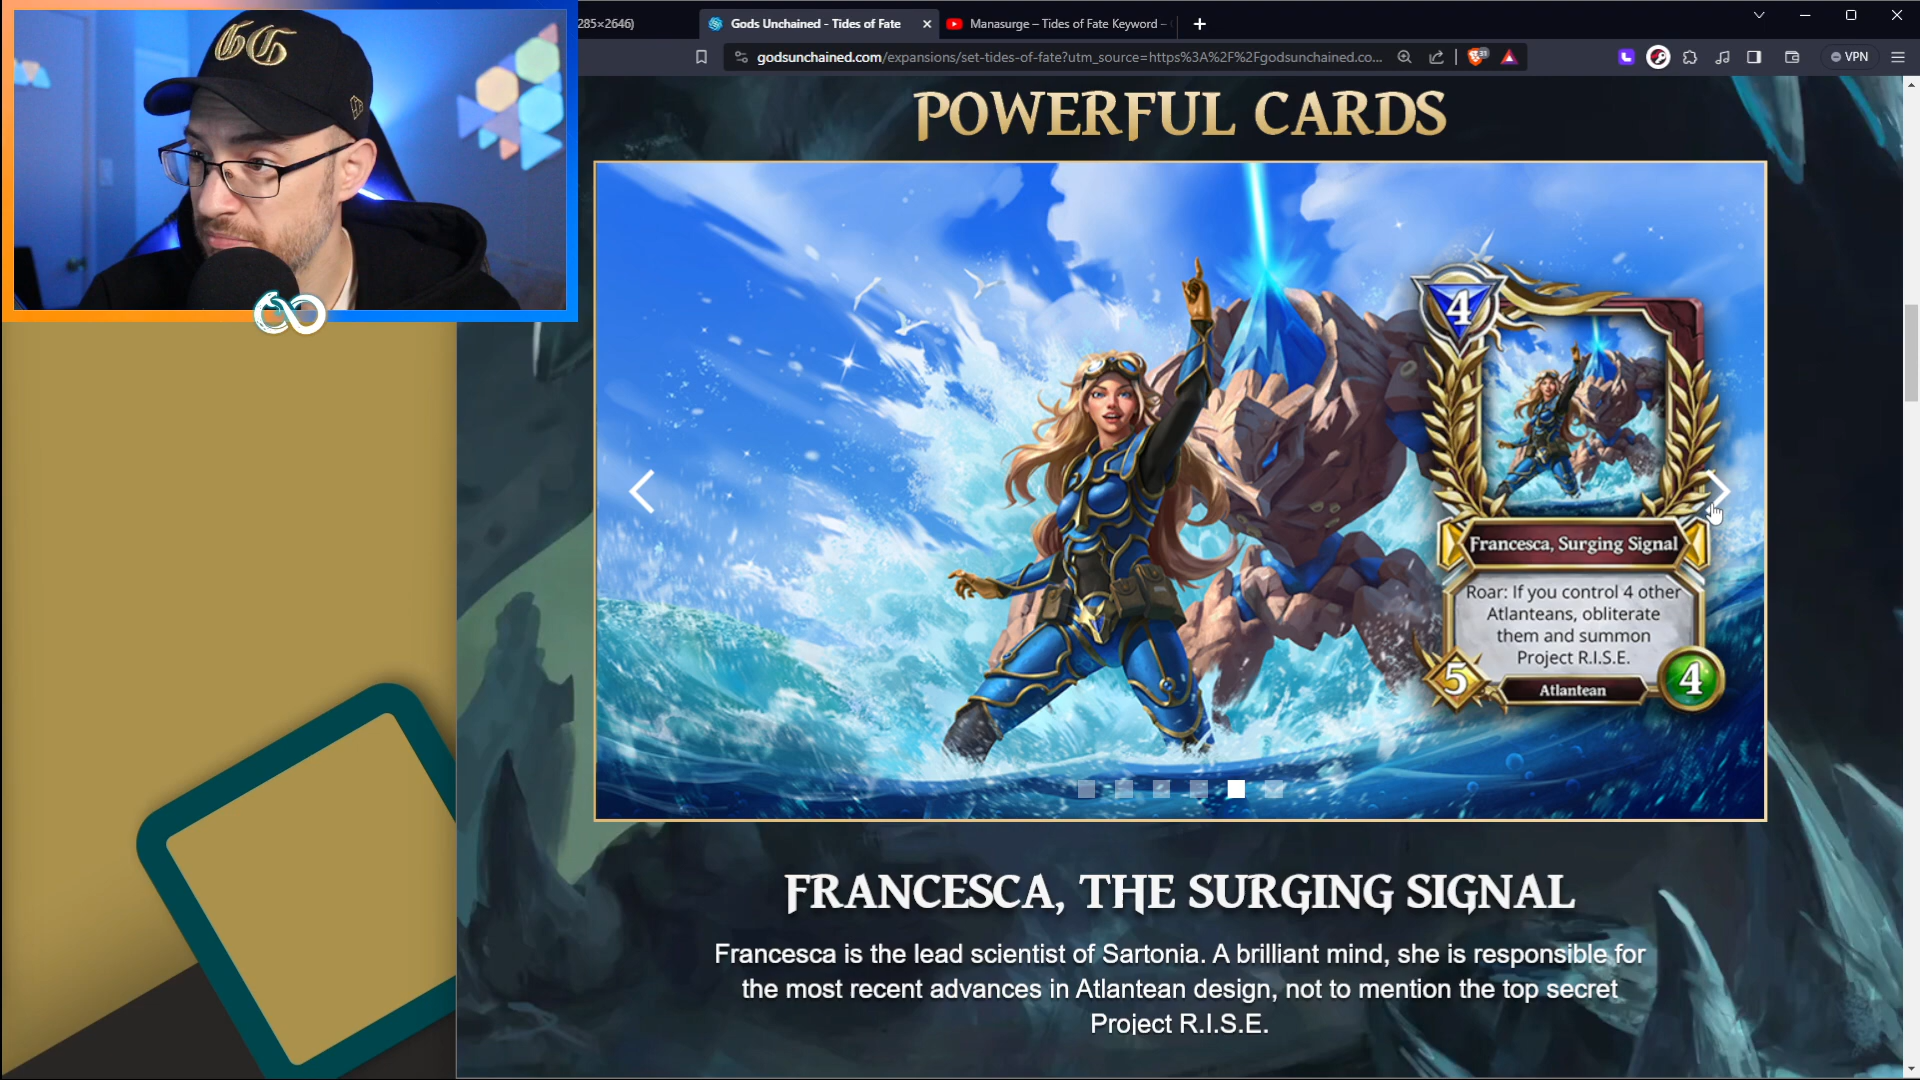 285×2646)
Gods Unchained - Tides of Fate
Manasurge – Tides of Fate Keyword –
godsunchained.com/expansions/set-tides-of-fate?utm_source=https%3A%2F%2Fgodsunchained.co...
31
VPN
GG
POWERFUL CARDS
4
Francesca, Surging Signal
Roar: If you control 4 other
Atlanteans, obliterate
them and summon
Project R.I.S.E.
5
Atlantean
4
FRANCESCA, THE SURGING SIGNAL
Francesca is the lead scientist of Sartonia. A brilliant mind, she is responsible for
the most recent advances in Atlantean design, not to mention the top secret
Project R.I.S.E.